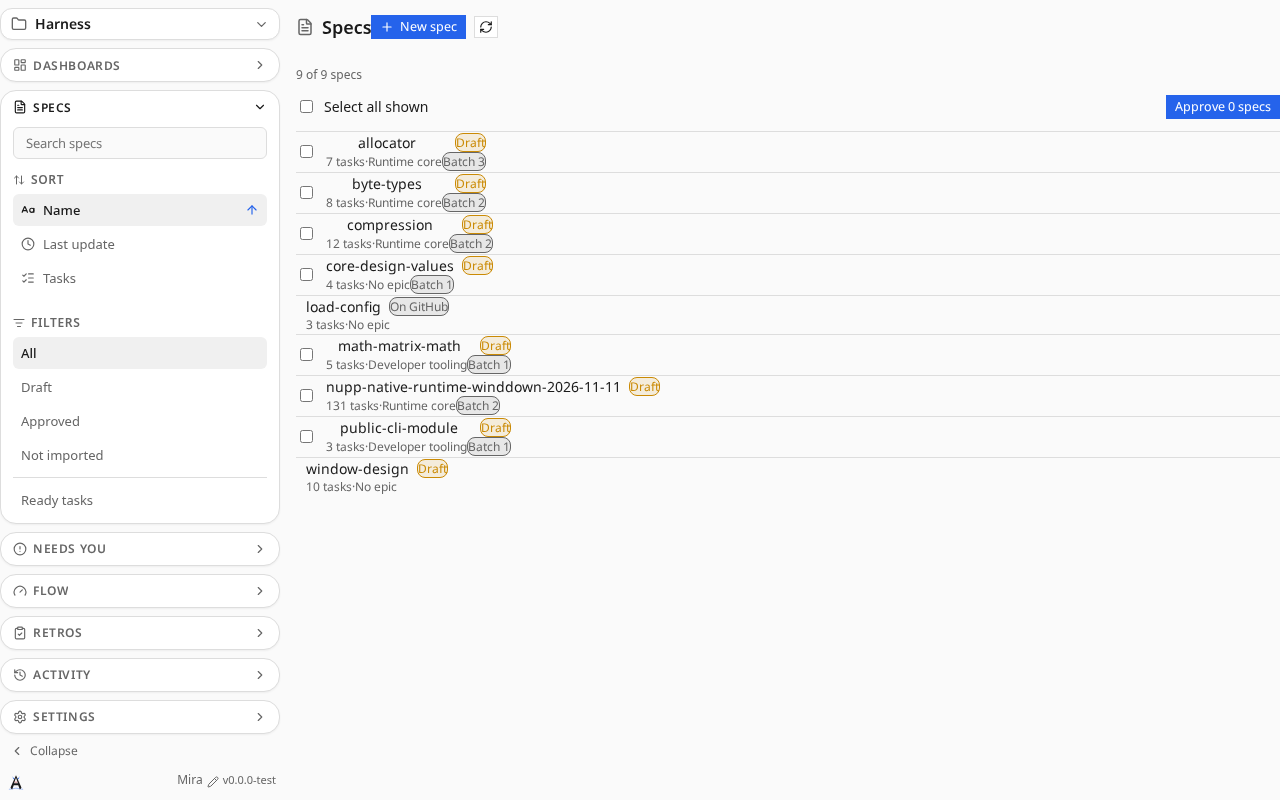 Harness
DASHBOARDS
SPECS
Search specs
SORT
Aa Name
Last update
Tasks
FILTERS
All
Draft
Approved
Not imported
Ready tasks
NEEDS YOU
FLOW
RETROS
ACTIVITY
SETTINGS
Collapse
A
Mira v0.0.0-test
Specs + New spec
9 of 9 specs
Select all shown Approve 0 specs
allocator Draft
7 tasks·Runtime core Batch 3
byte-types Draft
8 tasks·Runtime core Batch 2
compression Draft
12 tasks·Runtime core Batch 2
core-design-values Draft
4 tasks·No epic Batch 1
load-config On GitHub
3 tasks·No epic
math-matrix-math Draft
5 tasks·Developer tooling Batch 1
nupp-native-runtime-winddown-2026-11-11 Draft
131 tasks·Runtime core Batch 2
public-cli-module Draft
3 tasks·Developer tooling Batch 1
window-design Draft
10 tasks·No epic